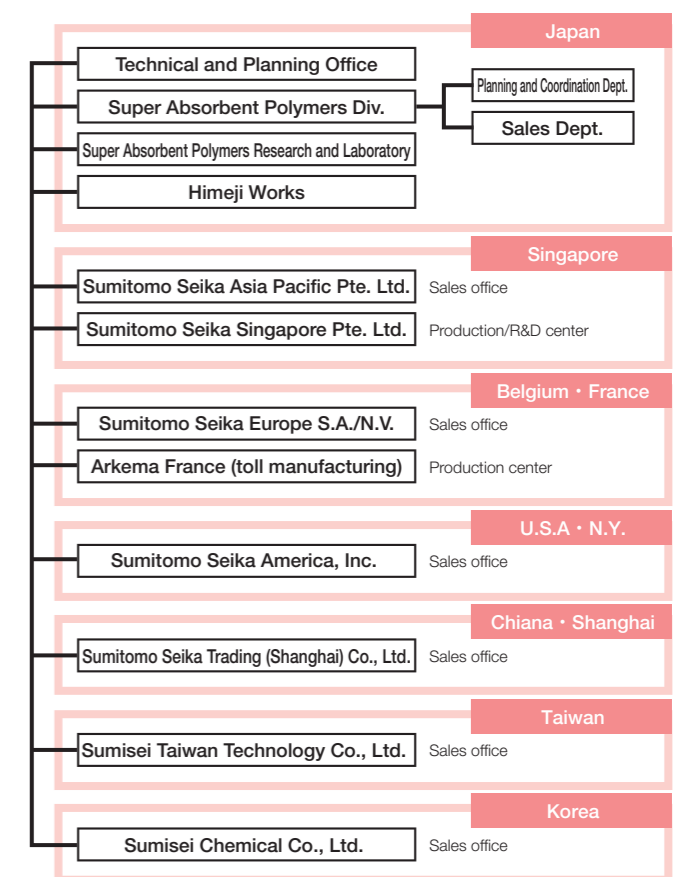 Japan
Technical and Planning Office
Super Absorbent Polymers Div.
Planning and Coordination Dept.
Sales Dept.
Super Absorbent Polymers Research and Laboratory
Himeji Works
Singapore
Sumitomo Seika Asia Pacific Pte. Ltd. Sales office
Sumitomo Seika Singapore Pte. Ltd. Production/R&D center
Belgium・France
Sumitomo Seika Europe S.A./N.V. Sales office
Arkema France (toll manufacturing) Production center
U.S.A・N.Y.
Sumitomo Seika America, Inc. Sales office
Chiana・Shanghai
Sumitomo Seika Trading (Shanghai) Co., Ltd. Sales office
Taiwan
Sumisei Taiwan Technology Co., Ltd. Sales office
Korea
Sumisei Chemical Co., Ltd. Sales office